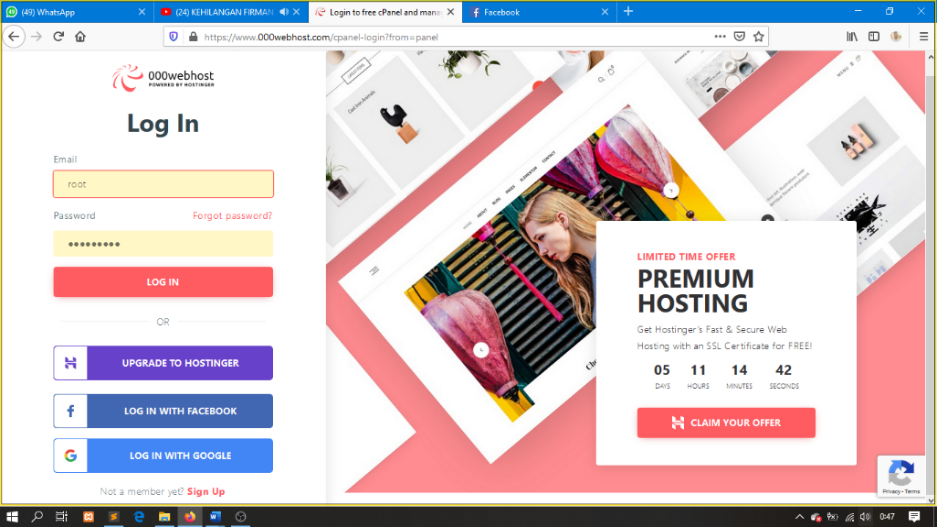 (49) WhatsApp
(24) KEHILANGAN FIRMAN
Login to free cPanel and mana
Facebook
https://www.000webhost.com/cpanel-login?from=panel
000webhost
POWERED BY HOSTINGER
Log In
Email
root
Password
Forgot password?
LOG IN
OR
UPGRADE TO HOSTINGER
LOG IN WITH FACEBOOK
LOG IN WITH GOOGLE
Not a member yet? Sign Up
LIMITED TIME OFFER
PREMIUM
HOSTING
Get Hostinger's Fast & Secure Web
Hosting with an SSL Certificate for FREE!
05 11 14 42
DAYS HOURS MINUTES SECONDS
CLAIM YOUR OFFER
Privacy - Terms
0:47